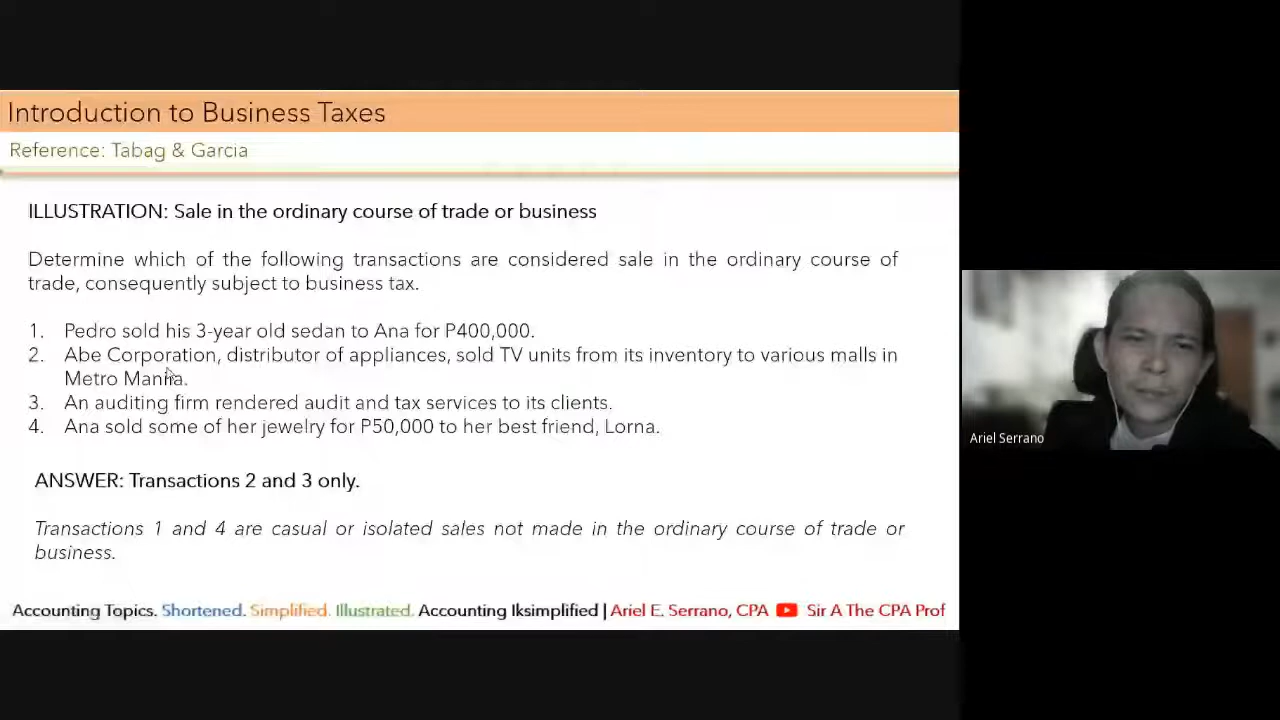 Introduction to Business Taxes
Reference: Tabag & Garcia
ILLUSTRATION: Sale in the ordinary course of trade or business
Determine which of the following transactions are considered sale in the ordinary course of
trade, consequently subject to business tax.
1. Pedro sold his 3-year old sedan to Ana for P400,000.
2. Abe Corporation, distributor of appliances, sold TV units from its inventory to various malls in
Metro Manila.
3. An auditing firm rendered audit and tax services to its clients.
4. Ana sold some of her jewelry for P50,000 to her best friend, Lorna.
Ariel Serrano
ANSWER: Transactions 2 and 3 only.
Transactions 1 and 4 are casual or isolated sales not made in the ordinary course of trade or
business.
Accounting Topics. Shortened. Simplified. Illustrated. Accounting Iksimplified | Ariel E. Serrano, CPA Sir A The CPA Prof